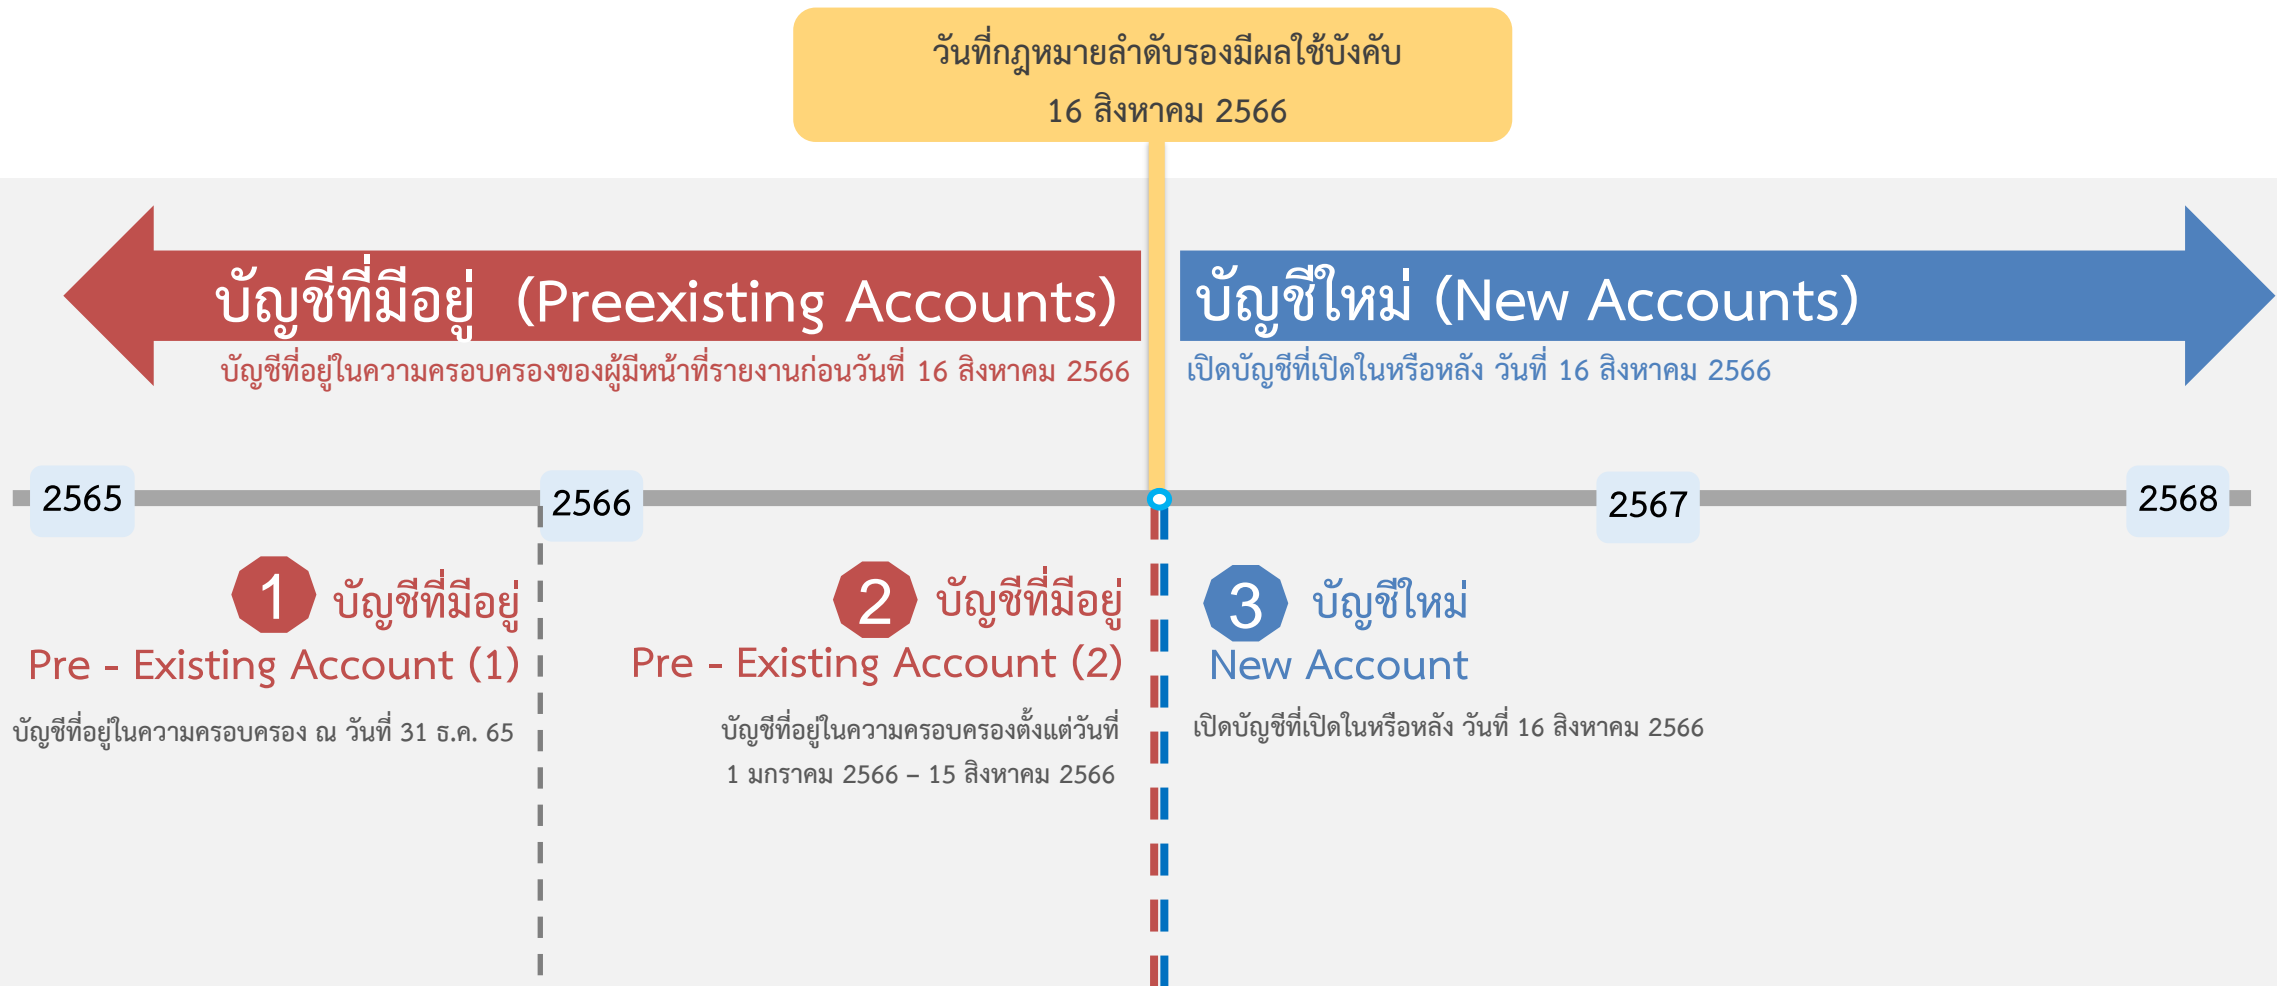 วันที่กฎหมายลำดับรองมีผลใช้บังคับ
16 สิงหาคม 2566
บัญชีที่มีอยู่ (Preexisting Accounts)
บัญชีใหม่ (New Accounts)
บัญชีที่อยู่ในความครอบครองของผู้มีหน้าที่รายงานก่อนวันที่ 16 สิงหาคม 2566
เปิดบัญชีที่เปิดในหรือหลัง วันที่ 16 สิงหาคม 2566
2565
2566
2567
2568
1 บัญชีที่มีอยู่
Pre - Existing Account (1)
บัญชีที่อยู่ในความครอบครอง ณ วันที่ 31 ธ.ค. 65
2 บัญชีที่มีอยู่
Pre - Existing Account (2)
บัญชีที่อยู่ในความครอบครองตั้งแต่วันที่
1 มกราคม 2566 – 15 สิงหาคม 2566
3 บัญชีใหม่
New Account
เปิดบัญชีที่เปิดในหรือหลัง วันที่ 16 สิงหาคม 2566